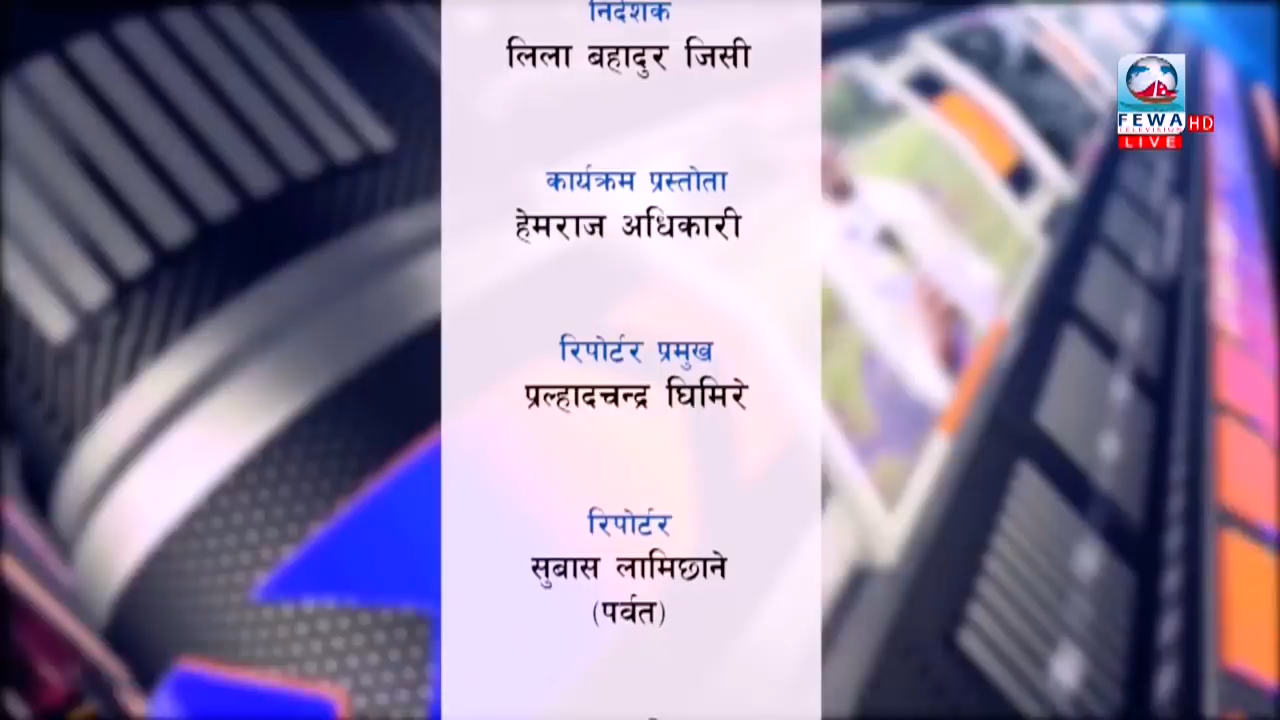 निर्देशक
लिला बहादुर जिसी
कार्यक्रम प्रस्तोता
हेमराज अधिकारी
रिपोर्टर प्रमुख
प्रल्हादचन्द्र घिमिरे
रिपोर्टर
सुबास लामिछाने
(पर्वत)
FEWA HD
TELEVISION
LIVE